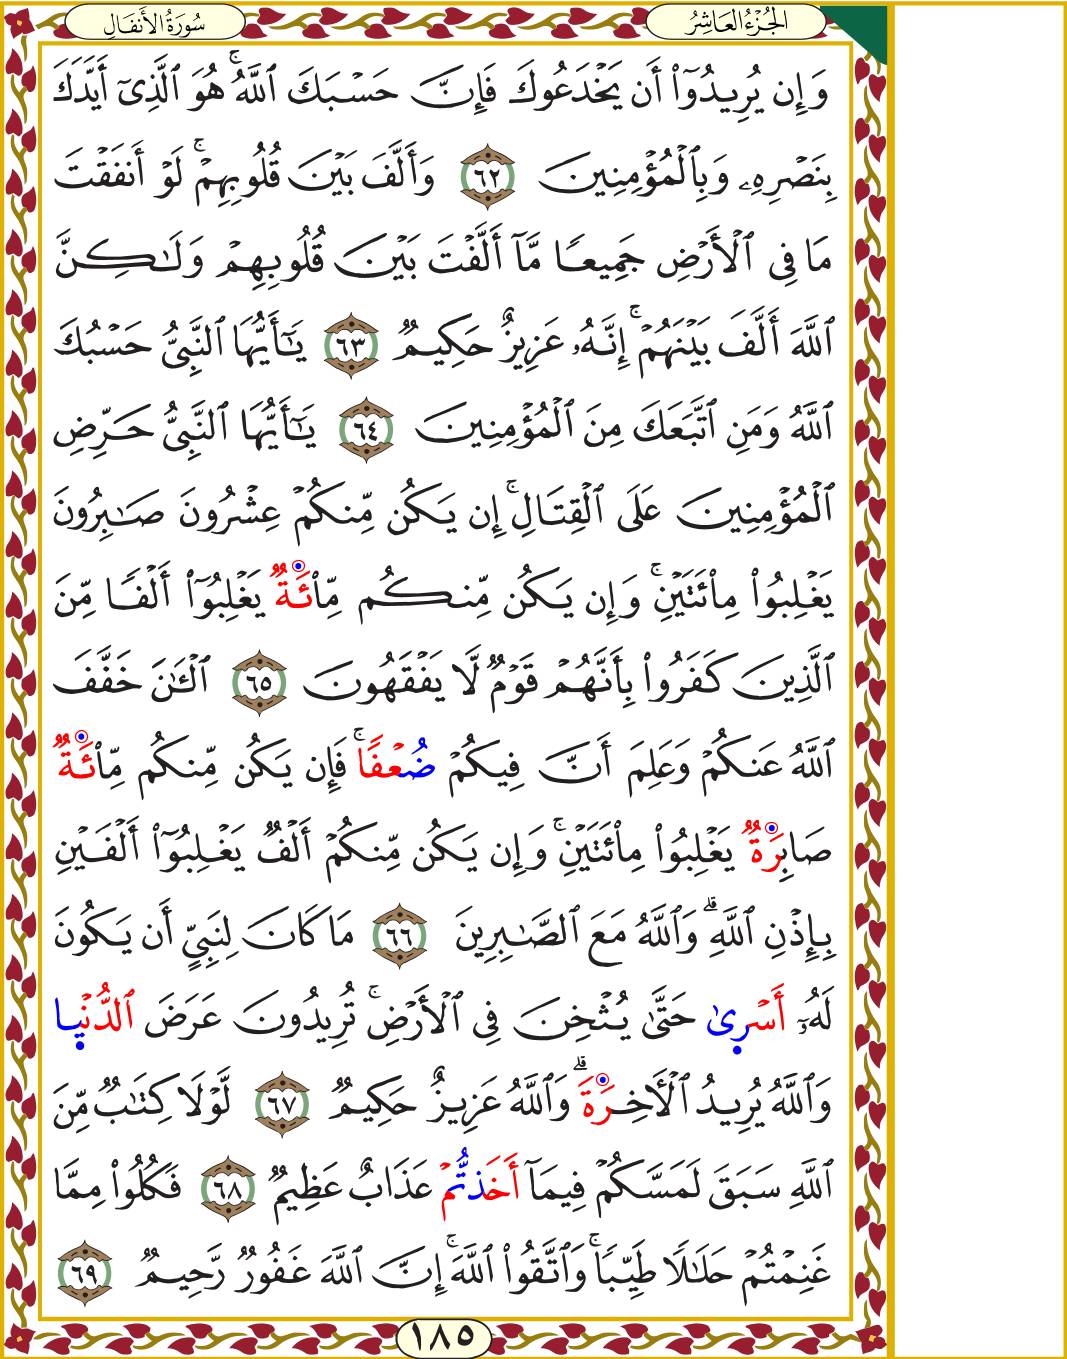 الجُزْءُ العَاشِرُ
سُورَةُ الأَنفَالِ
وَإِن يُرِيدُوٓاْ أَن يَخْدَعُوكَ فَإِنَّ حَسْبَكَ ٱللَّهُۚ هُوَ ٱلَّذِىٓ أَيَّدَكَ
بِنَصْرِهِۦ وَبِٱلْمُؤْمِنِينَ ٦٢ وَأَلَّفَ بَيْنَ قُلُوبِهِمْۚ لَوْ أَنفَقْتَ
مَا فِى ٱلْأَرْضِ جَمِيعًا مَّآ أَلَّفْتَ بَيْنَ قُلُوبِهِمْ وَلَٰكِنَّ
ٱللَّهَ أَلَّفَ بَيْنَهُمْۚ إِنَّهُۥ عَزِيزٌ حَكِيمٌ ٦٣ يَٰٓأَيُّهَا ٱلنَّبِىُّ حَسْبُكَ
ٱللَّهُ وَمَنِ ٱتَّبَعَكَ مِنَ ٱلْمُؤْمِنِينَ ٦٤ يَٰٓأَيُّهَا ٱلنَّبِىُّ حَرِّضِ
ٱلْمُؤْمِنِينَ عَلَى ٱلْقِتَالِۚ إِن يَكُن مِّنكُمْ عِشْرُونَ صَٰبِرُونَ
يَغْلِبُواْ مِاْئَتَيْنِۚ وَإِن يَكُن مِّنكُم مِّاْئَةٌ يَغْلِبُوٓاْ أَلْفًا مِّنَ
ٱلَّذِينَ كَفَرُواْ بِأَنَّهُمْ قَوْمٌ لَّا يَفْقَهُونَ ٦٥ ٱلْـَٰٔنَ خَفَّفَ
ٱللَّهُ عَنكُمْ وَعَلِمَ أَنَّ فِيكُمْ ضُعْفًاۚ فَإِن يَكُن مِّنكُم مِّاْئَةٌ
صَابِرَةٌ يَغْلِبُواْ مِاْئَتَيْنِۚ وَإِن يَكُن مِّنكُمْ أَلْفٌ يَغْلِبُوٓاْ أَلْفَيْنِ
بِإِذْنِ ٱللَّهِۗ وَٱللَّهُ مَعَ ٱلصَّٰبِرِينَ ٦٦ مَا كَانَ لِنَبِىٍّ أَن يَكُونَ
لَهُۥٓ أَسْرىٰ حَتَّىٰ يُثْخِنَ فِى ٱلْأَرْضِۚ تُرِيدُونَ عَرَضَ ٱلدُّنْيا
وَٱللَّهُ يُرِيدُ ٱلْأَخِرَةَۗ وَٱللَّهُ عَزِيزٌ حَكِيمٌ ٦٧ لَّوْلَا كِتَٰبٌ مِّنَ
ٱللَّهِ سَبَقَ لَمَسَّكُمْ فِيمَآ أَخَذتُّمْ عَذَابٌ عَظِيمٌ ٦٨ فَكُلُواْ مِمَّا
غَنِمْتُمْ حَلَٰلًا طَيِّبًاۚ وَٱتَّقُواْ ٱللَّهَۚ إِنَّ ٱللَّهَ غَفُورٌ رَّحِيمٌ ٦٩
١٨٥